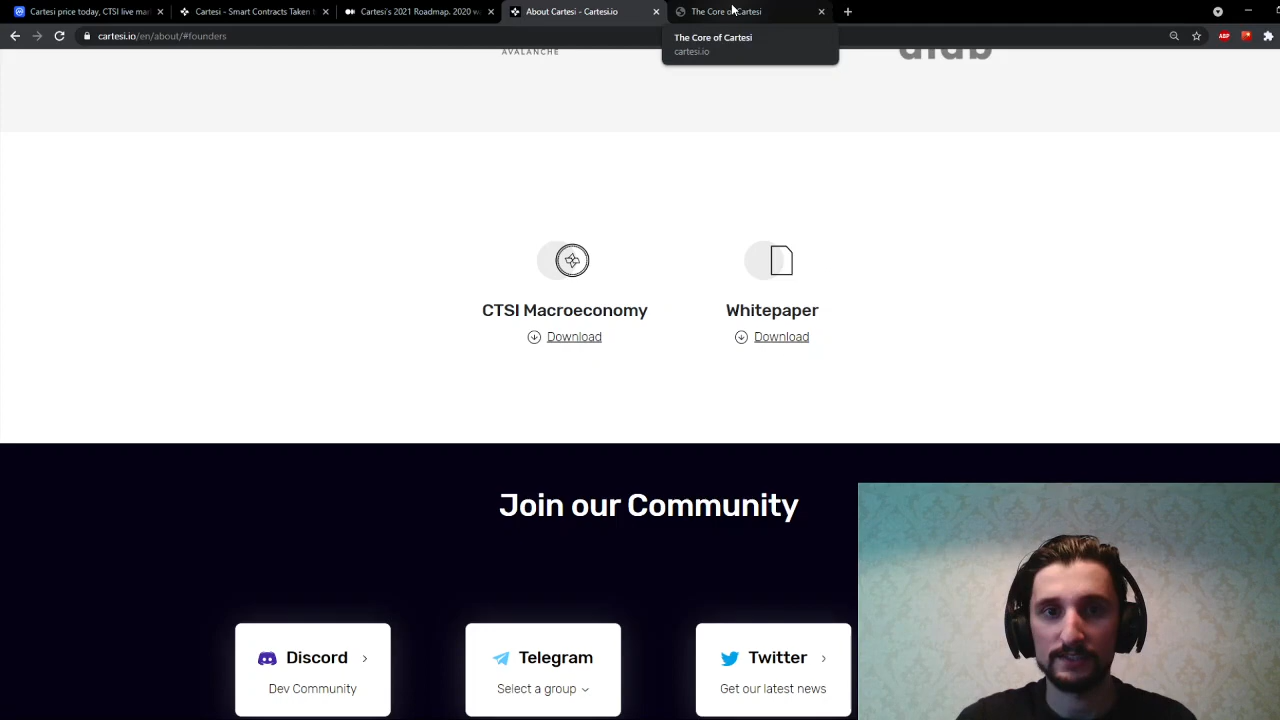 Cartesi price today, CTSI live ma
Cartesi - Smart Contracts Taken t
Cartesi's 2021 Roadmap. 2020 w
About Cartesi - Cartesi.io
The Core of Cartesi
cartesi.io/en/about/#founders
ABP
The Core of Cartesi
cartesi.io
AVALANCHE
CTSI Macroeconomy
Whitepaper
Download
Download
Join our Community
Discord
Telegram
Twitter
Dev Community
Select a group
Get our latest news